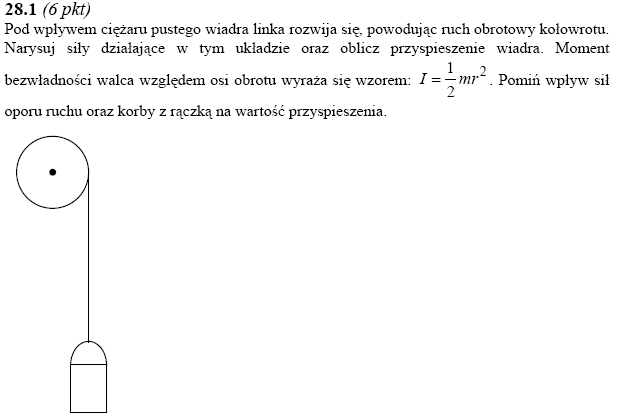 28.1 (6 pkt)
Pod wpływem ciężaru pustego wiadra linka rozwija się, powodując ruch obrotowy kołowrotu.
Narysuj siły działające w tym układzie oraz oblicz przyspieszenie wiadra. Moment
bezwładności walca względem osi obrotu wyraża się wzorem: I = 1/2 mr². Pomiń wpływ sił
oporu ruchu oraz korby z rączką na wartość przyspieszenia.